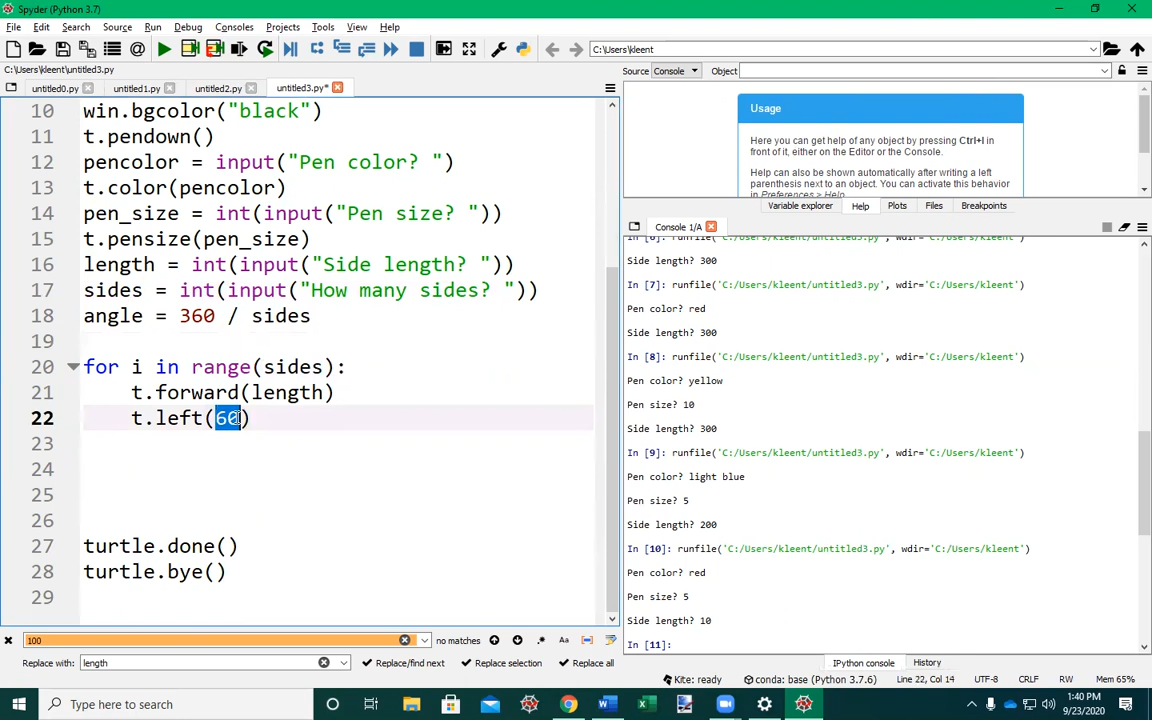 Spyder (Python 3.7)
File Edit Search Source Run Debug Consoles Projects Tools View Help
C:\Users\kleent
C:\Users\kleent\untitled3.py
Source Console Object
untitled0.py untitled1.py untitled2.py untitled3.py*
10 win.bgcolor("black")
11 t.pendown()
12 pencolor = input("Pen color? ")
13 t.color(pencolor)
14 pen_size = int(input("Pen size? "))
15 t.pensize(pen_size)
16 length = int(input("Side length? "))
17 sides = int(input("How many sides? "))
18 angle = 360 / sides
19
20 for i in range(sides):
21 t.forward(length)
22 t.left(60)
23
24
25
26
27 turtle.done()
28 turtle.bye()
29
Usage
Here you can get help of any object by pressing Ctrl+I in
front of it, either on the Editor or the Console.
Help can also be shown automatically after writing a left
parenthesis next to an object. You can activate this behavior
in Preferences > Help.
Variable explorer Help Plots Files Breakpoints
Console 1/A
In [6]: runfile('C:/Users/kleent/untitled3.py', wdir='C:/Users/kleent')
Side length? 300
In [7]: runfile('C:/Users/kleent/untitled3.py', wdir='C:/Users/kleent')
Pen color? red
Side length? 300
In [8]: runfile('C:/Users/kleent/untitled3.py', wdir='C:/Users/kleent')
Pen color? yellow
Pen size? 10
Side length? 300
In [9]: runfile('C:/Users/kleent/untitled3.py', wdir='C:/Users/kleent')
Pen color? light blue
Pen size? 5
Side length? 200
In [10]: runfile('C:/Users/kleent/untitled3.py', wdir='C:/Users/kleent')
Pen color? red
Pen size? 5
Side length? 10
In [11]:
100 no matches Aa
Replace with: length Replace/find next Replace selection Replace all
IPython console History
Kite: ready conda: base (Python 3.7.6) Line 22, Col 14 UTF-8 CRLF RW Mem 65%
Type here to search
1:40 PM
9/23/2020